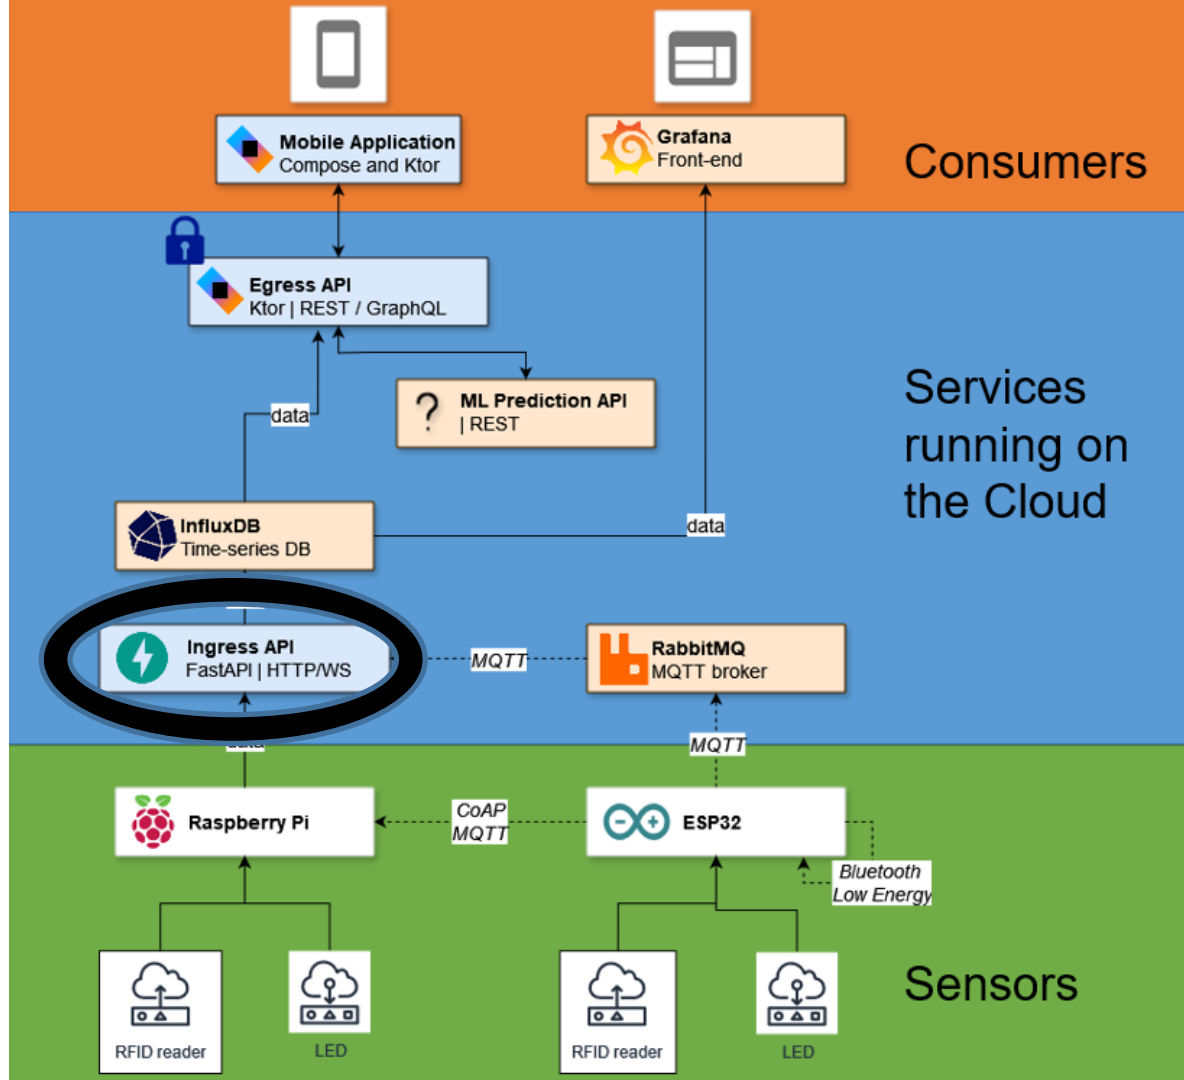 Mobile Application
Compose and Ktor
Grafana
Front-end
Consumers
Egress API
Ktor | REST / GraphQL
ML Prediction API
| REST
data
Services
running on
the Cloud
InfluxDB
Time-series DB
data
Ingress API
FastAPI | HTTP/WS
MQTT
RabbitMQ
MQTT broker
MQTT
Raspberry Pi
CoAP
MQTT
ESP32
Bluetooth
Low Energy
Sensors
RFID reader
LED
RFID reader
LED